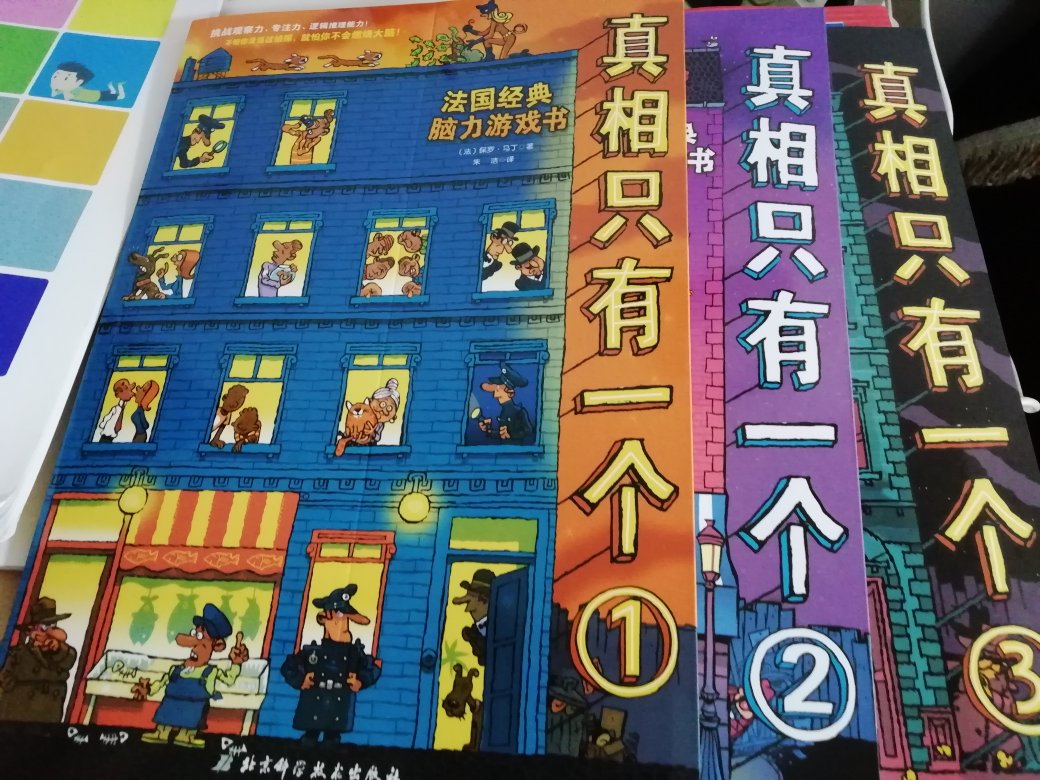 挑战观察力、专注力、逻辑推理能力!
法国经典
脑力游戏书
(法)保罗·马丁◎著
朱 洁◎译
真相只有一个
①
北京科学技术出版社
书
真相只有一个
②
真相只有一个
③